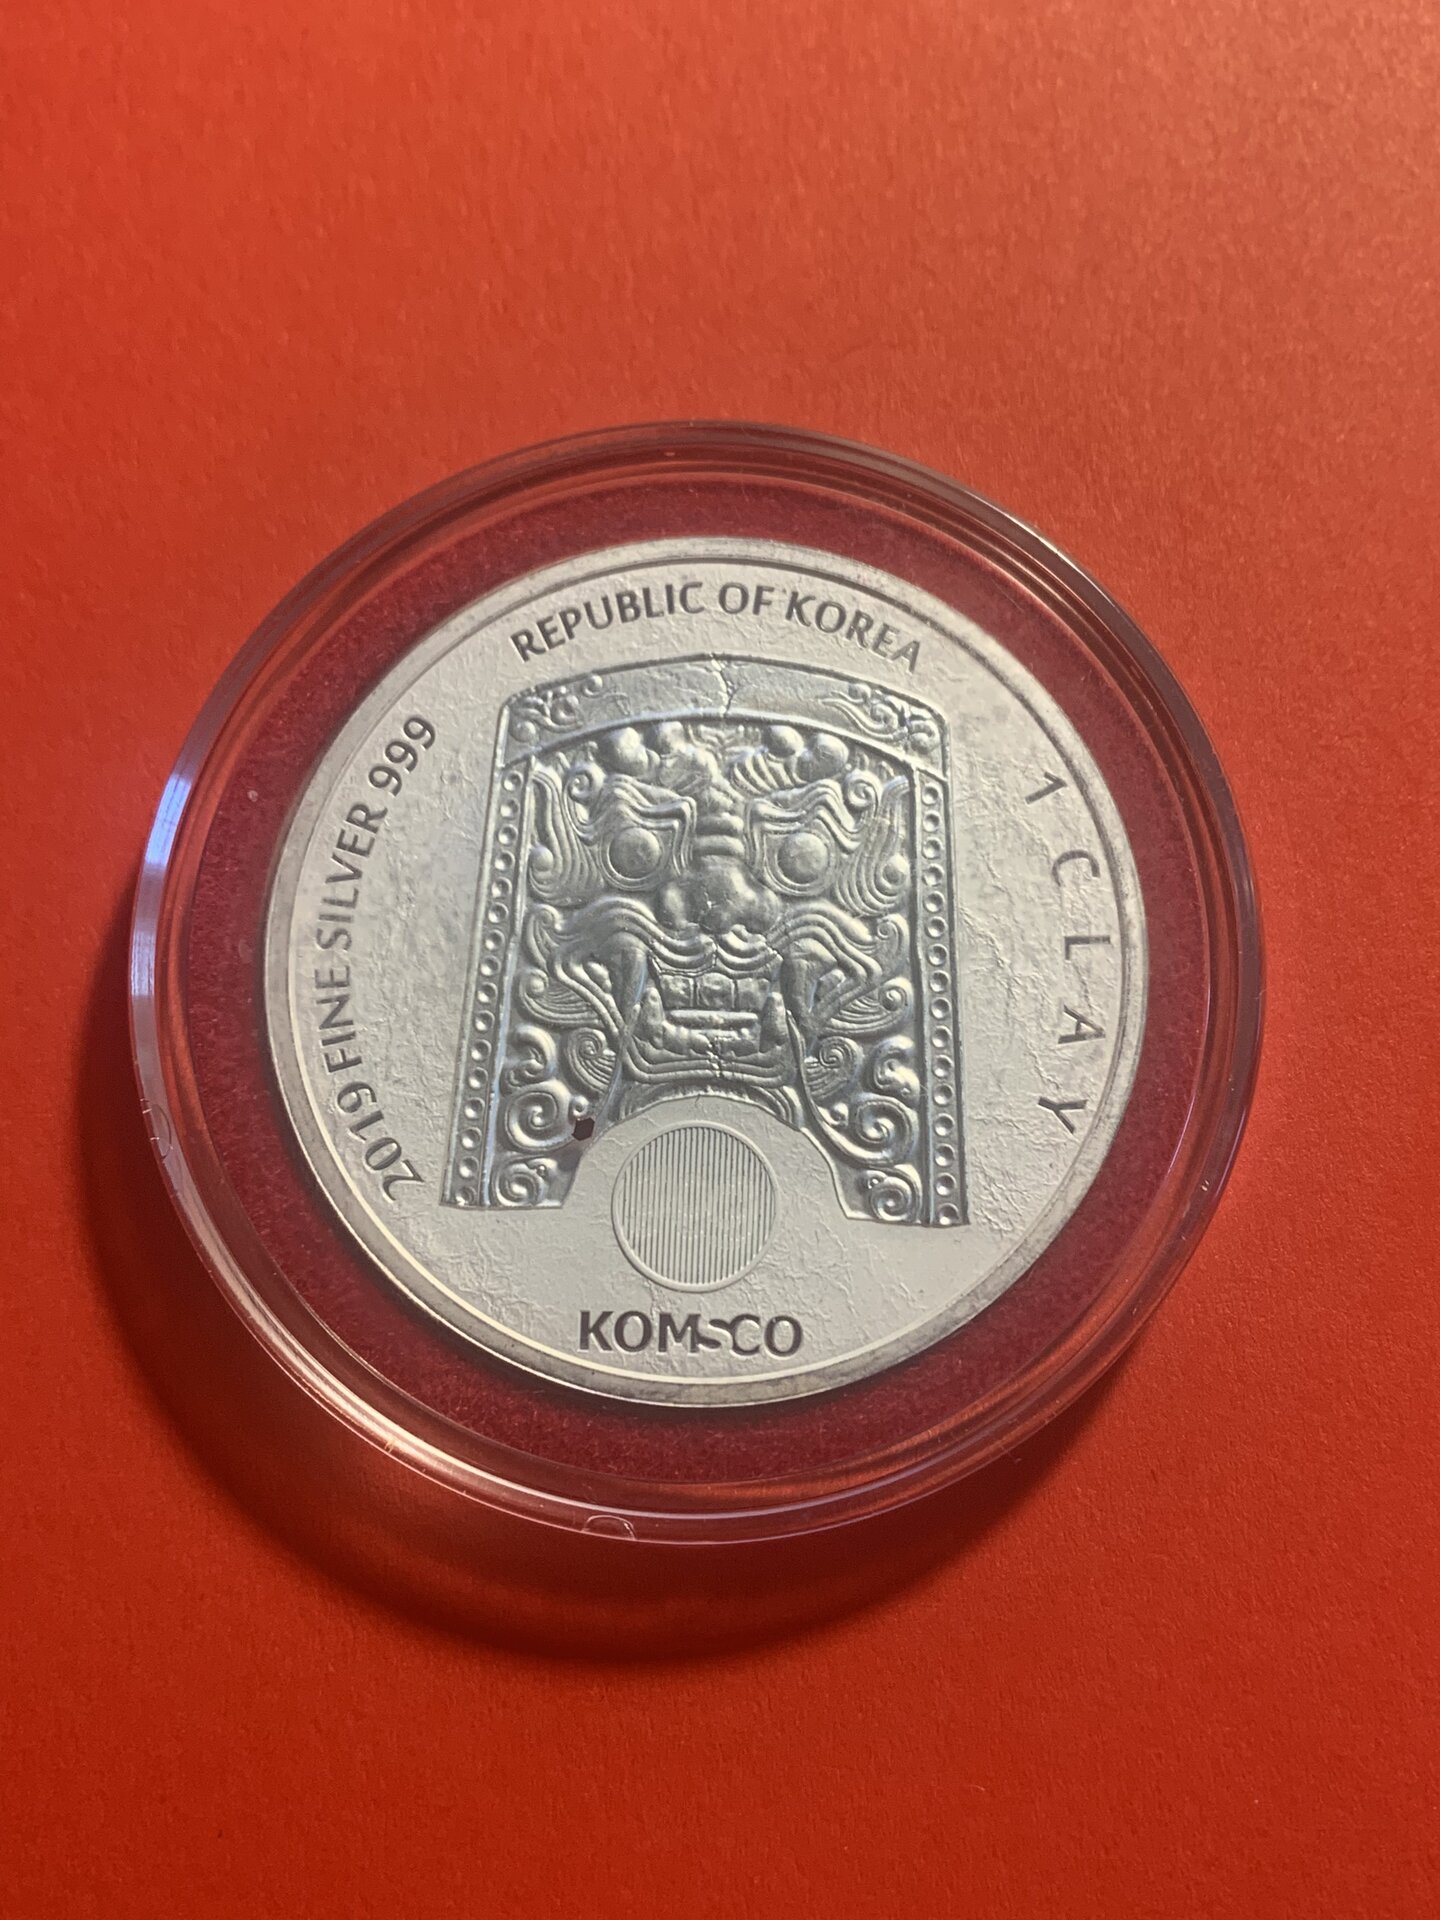 REPUBLIC OF KOREA
2019 FINE SILVER 999
1 CLAY
KOMSCO